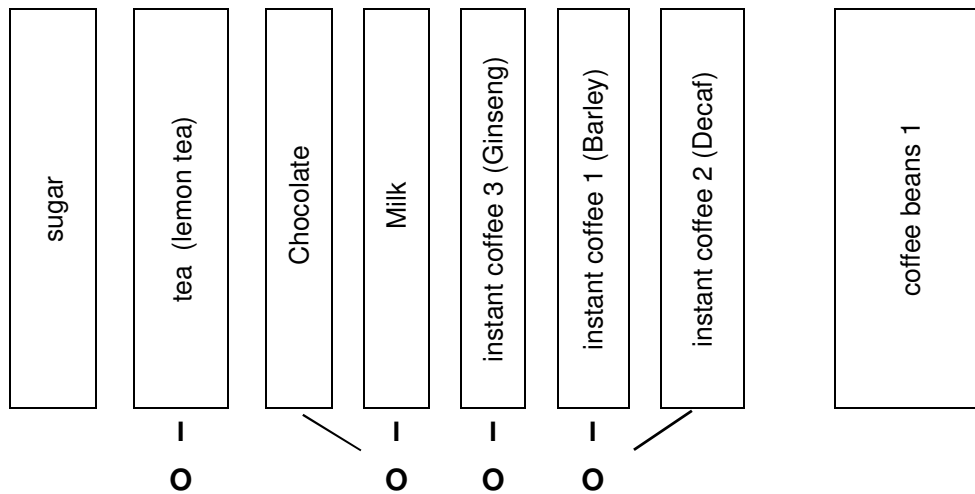 sugar
tea (lemon tea)
Chocolate
Milk
instant coffee 3 (Ginseng)
instant coffee 1 (Barley)
instant coffee 2 (Decaf)
coffee beans 1
I I I I
O O O O